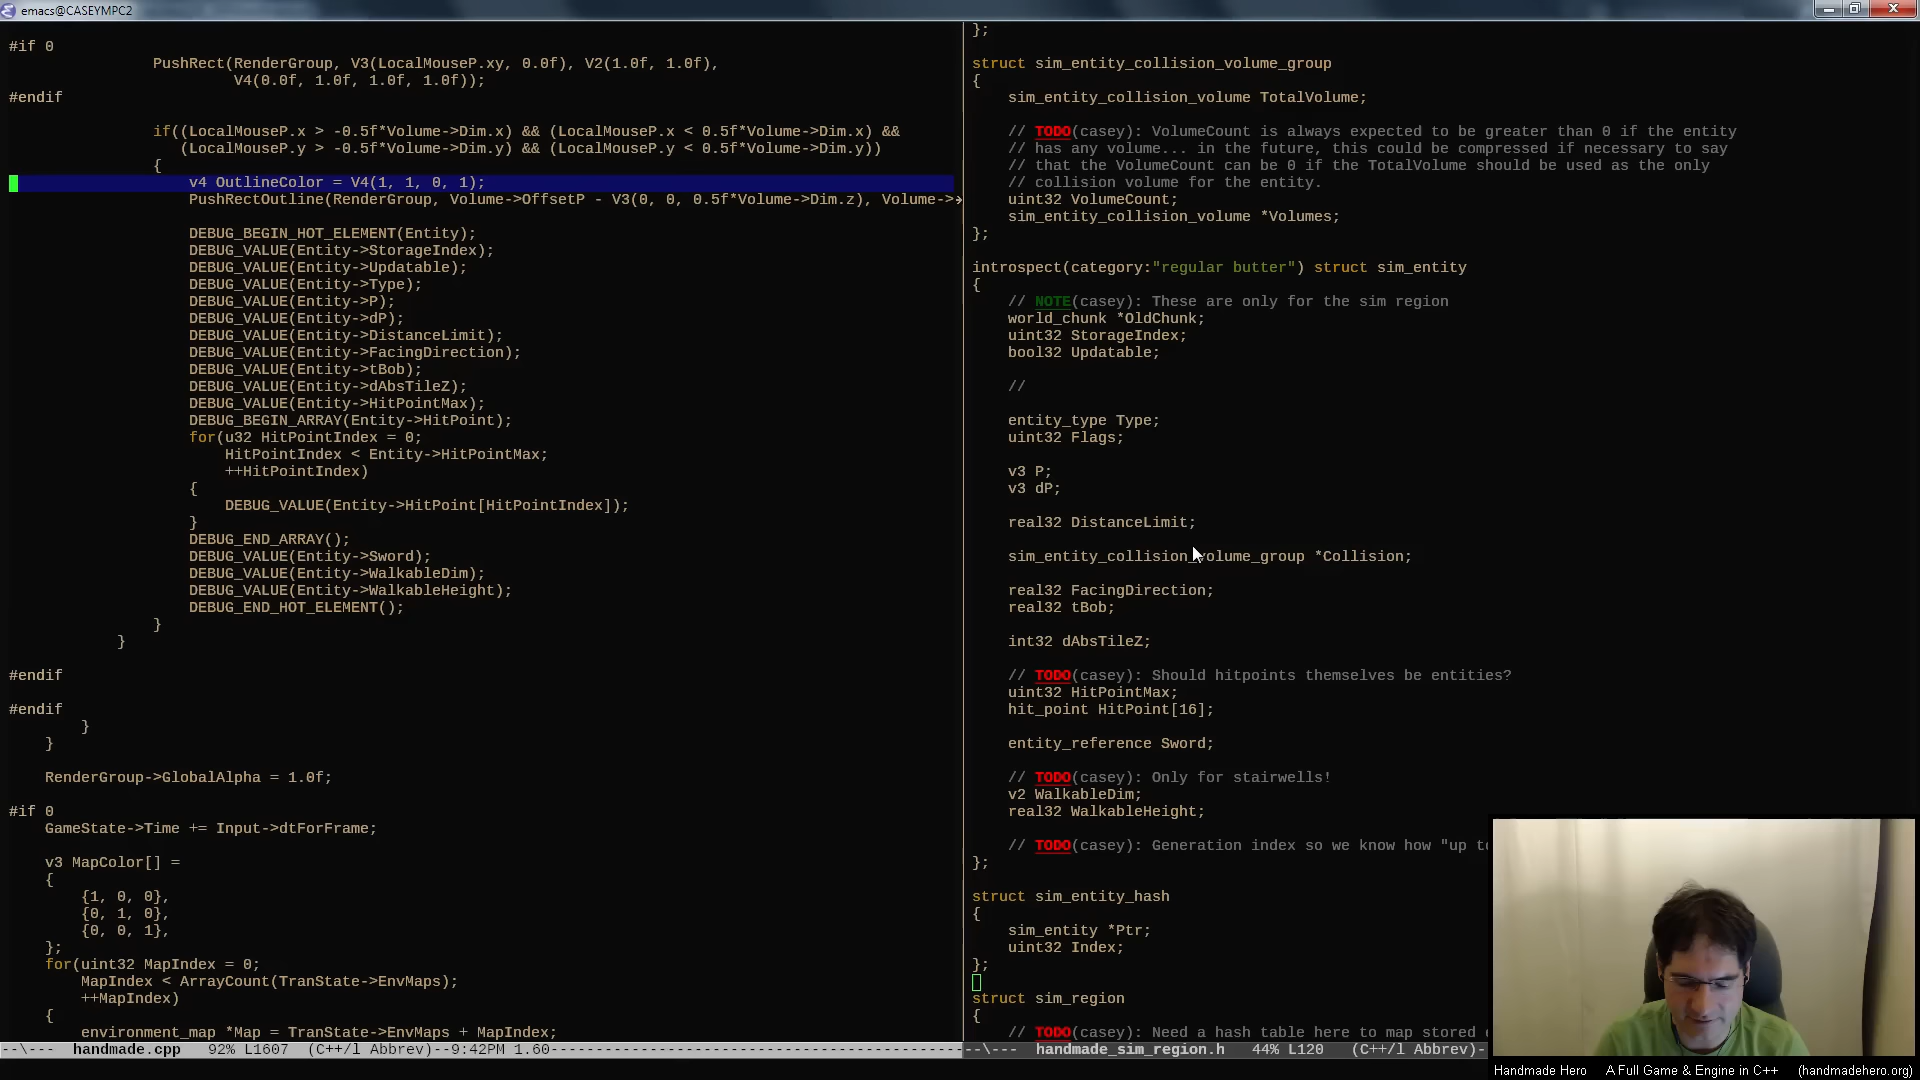 emacs@CASEYMPC2
#if 0
PushRect(RenderGroup, V3(LocalMouseP.xy, 0.0f), V2(1.0f, 1.0f),
V4(0.0f, 1.0f, 1.0f, 1.0f));
#endif
if((LocalMouseP.x > -0.5f*Volume->Dim.x) && (LocalMouseP.x < 0.5f*Volume->Dim.x) &&
(LocalMouseP.y > -0.5f*Volume->Dim.y) && (LocalMouseP.y < 0.5f*Volume->Dim.y))
{
v4 OutlineColor = V4(1, 1, 0, 1);
PushRectOutline(RenderGroup, Volume->OffsetP - V3(0, 0, 0.5f*Volume->Dim.z), Volume->
DEBUG_BEGIN_HOT_ELEMENT(Entity);
DEBUG_VALUE(Entity->StorageIndex);
DEBUG_VALUE(Entity->Updatable);
DEBUG_VALUE(Entity->Type);
DEBUG_VALUE(Entity->P);
DEBUG_VALUE(Entity->dP);
DEBUG_VALUE(Entity->DistanceLimit);
DEBUG_VALUE(Entity->FacingDirection);
DEBUG_VALUE(Entity->tBob);
DEBUG_VALUE(Entity->dAbsTileZ);
DEBUG_VALUE(Entity->HitPointMax);
DEBUG_BEGIN_ARRAY(Entity->HitPoint);
for(u32 HitPointIndex = 0;
HitPointIndex < Entity->HitPointMax;
++HitPointIndex)
{
DEBUG_VALUE(Entity->HitPoint[HitPointIndex]);
}
DEBUG_END_ARRAY();
DEBUG_VALUE(Entity->Sword);
DEBUG_VALUE(Entity->WalkableDim);
DEBUG_VALUE(Entity->WalkableHeight);
DEBUG_END_HOT_ELEMENT();
}
}
#endif
#endif
}
}
RenderGroup->GlobalAlpha = 1.0f;
#if 0
GameState->Time += Input->dtForFrame;
v3 MapColor[] =
{
{1, 0, 0},
{0, 1, 0},
{0, 0, 1},
};
for(uint32 MapIndex = 0;
MapIndex < ArrayCount(TranState->EnvMaps);
++MapIndex)
{
environment_map *Map = TranState->EnvMaps + MapIndex;
--\--- handmade.cpp 92% L1607 (C++/l Abbrev)--9:42PM 1.60
};
struct sim_entity_collision_volume_group
{
sim_entity_collision_volume TotalVolume;
// TODO(casey): VolumeCount is always expected to be greater than 0 if the entity
// has any volume... in the future, this could be compressed if necessary to say
// that the VolumeCount can be 0 if the TotalVolume should be used as the only
// collision volume for the entity.
uint32 VolumeCount;
sim_entity_collision_volume *Volumes;
};
introspect(category:"regular butter") struct sim_entity
{
// NOTE(casey): These are only for the sim region
world_chunk *OldChunk;
uint32 StorageIndex;
bool32 Updatable;
//
entity_type Type;
uint32 Flags;
v3 P;
v3 dP;
real32 DistanceLimit;
sim_entity_collision_volume_group *Collision;
real32 FacingDirection;
real32 tBob;
int32 dAbsTileZ;
// TODO(casey): Should hitpoints themselves be entities?
uint32 HitPointMax;
hit_point HitPoint[16];
entity_reference Sword;
// TODO(casey): Only for stairwells!
v2 WalkableDim;
real32 WalkableHeight;
// TODO(casey): Generation index so we know how "up
};
struct sim_entity_hash
{
sim_entity *Ptr;
uint32 Index;
};
struct sim_region
{
// TODO(casey): Need a hash table here to map stored
--\--- handmade_sim_region.h 44% L120 (C++/l Abbrev)-
Handmade Hero A Full Game & Engine in C++ (handmadehero.org)